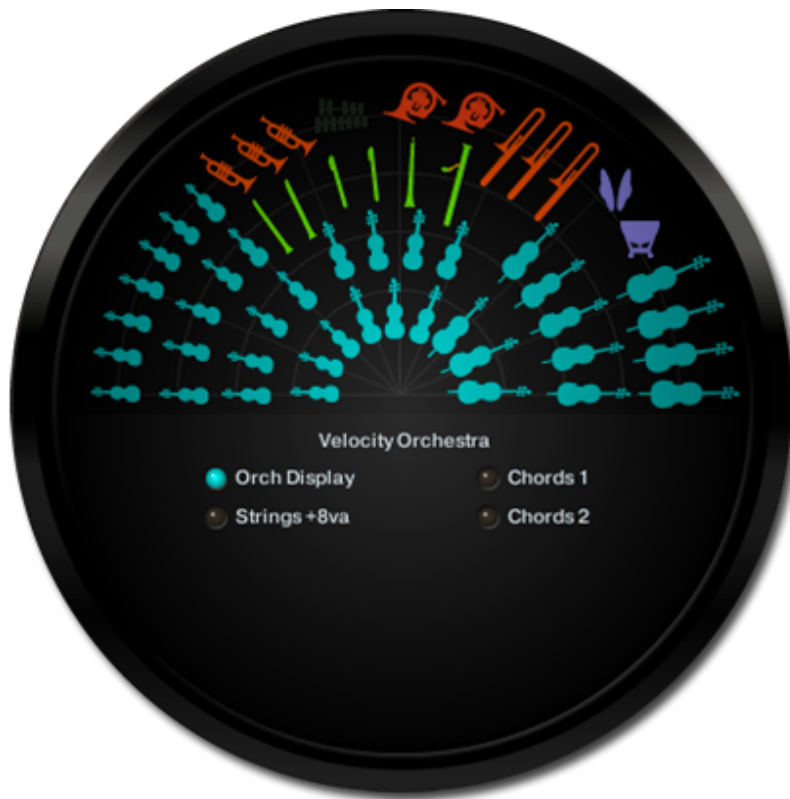 Velocity Orchestra
Orch Display
Chords 1
Strings +8va
Chords 2